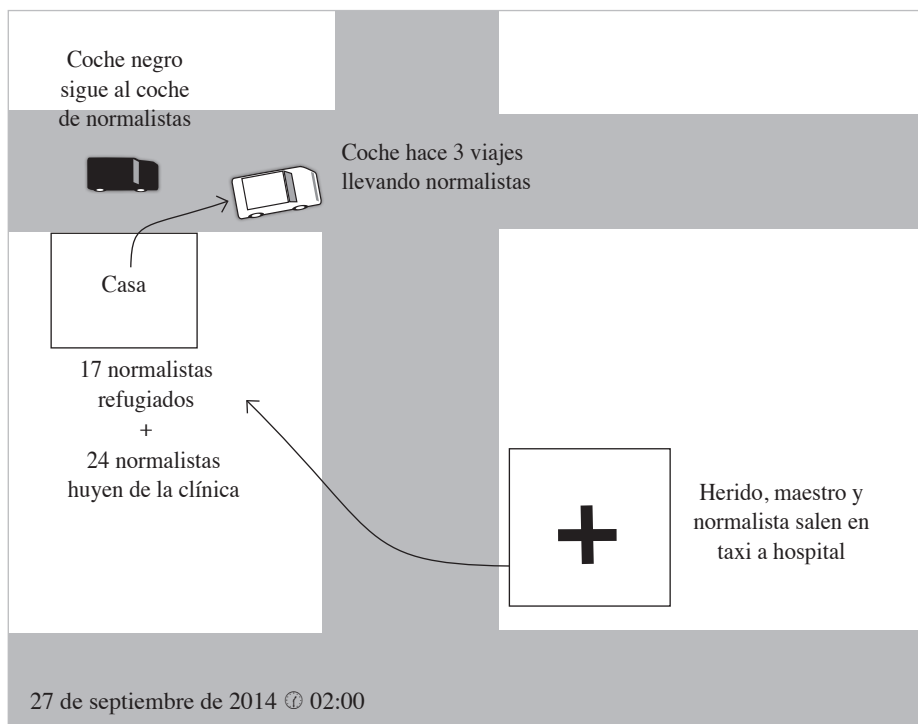 Coche negro
sigue al coche
de normalistas
Coche hace 3 viajes
llevando normalistas
Casa
17 normalistas
refugiados
+
24 normalistas
huyen de la clínica
Herido, maestro y
normalista salen en
taxi a hospital
27 de septiembre de 2014 02:00